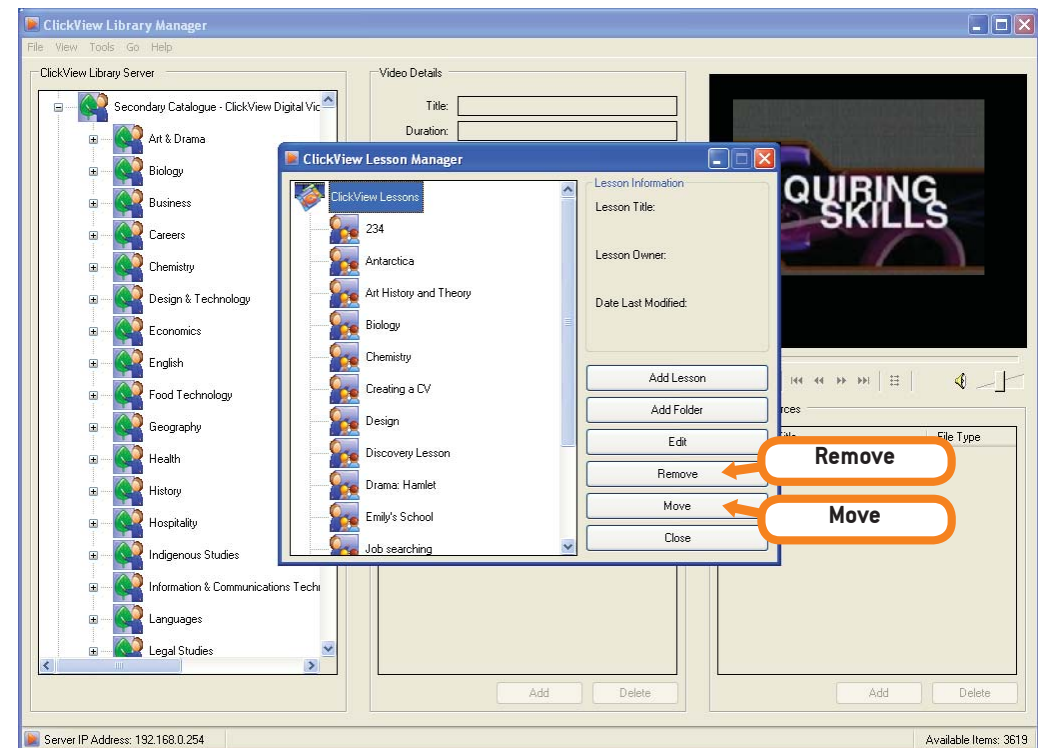 ClickView Library Manager
File View Tools Go Help
ClickView Library Server
Secondary Catalogue - ClickView Digital Vic
Art & Drama
Biology
Business
Careers
Chemistry
Design & Technology
Economics
English
Food Technology
Geography
Health
History
Hospitality
Indigenous Studies
Information & Communications Techn
Languages
Legal Studies
Video Details
Title:
Duration:
QUIRING
SKILLS
ClickView Lesson Manager
ClickView Lessons
234
Antarctica
Art History and Theory
Biology
Chemistry
Creating a CV
Design
Discovery Lesson
Drama: Hamlet
Emily's School
Job searching
Lesson Information
Lesson Title:
Lesson Owner:
Date Last Modified:
Add Lesson
Add Folder
Edit
Remove
Move
Close
Remove
Move
File Type
Add
Delete
Add
Delete
Server IP Address: 192.168.0.254
Available Items: 3619